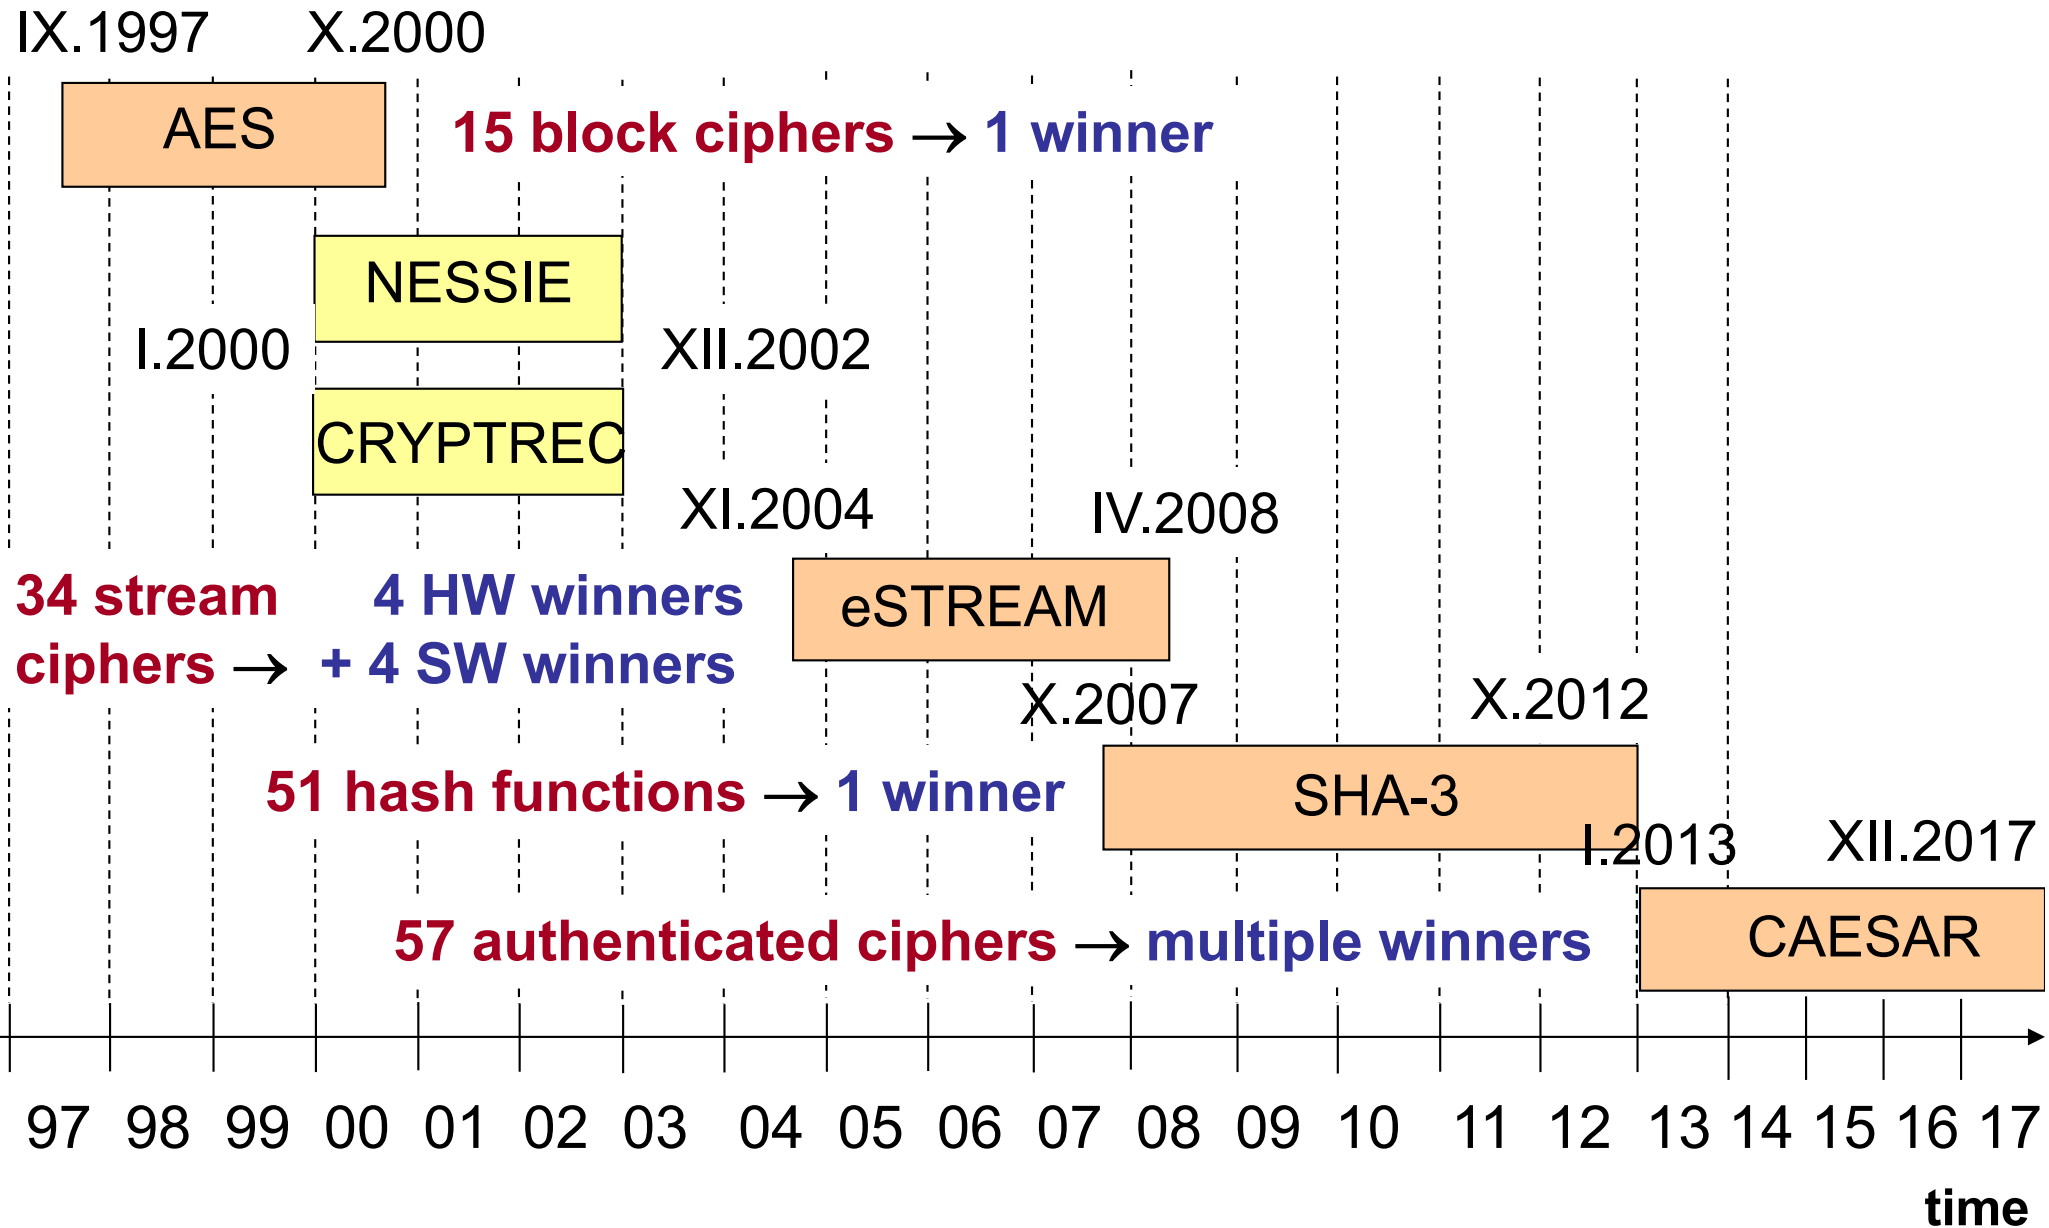 IX.1997 X.2000
AES
15 block ciphers → 1 winner
NESSIE
I.2000 XII.2002
CRYPTREC
XI.2004 IV.2008
34 stream 4 HW winners
ciphers → + 4 SW winners
eSTREAM
X.2007 X.2012
51 hash functions → 1 winner
SHA-3
I.2013 XII.2017
57 authenticated ciphers → multiple winners
CAESAR
97 98 99 00 01 02 03 04 05 06 07 08 09 10 11 12 13 14 15 16 17
time